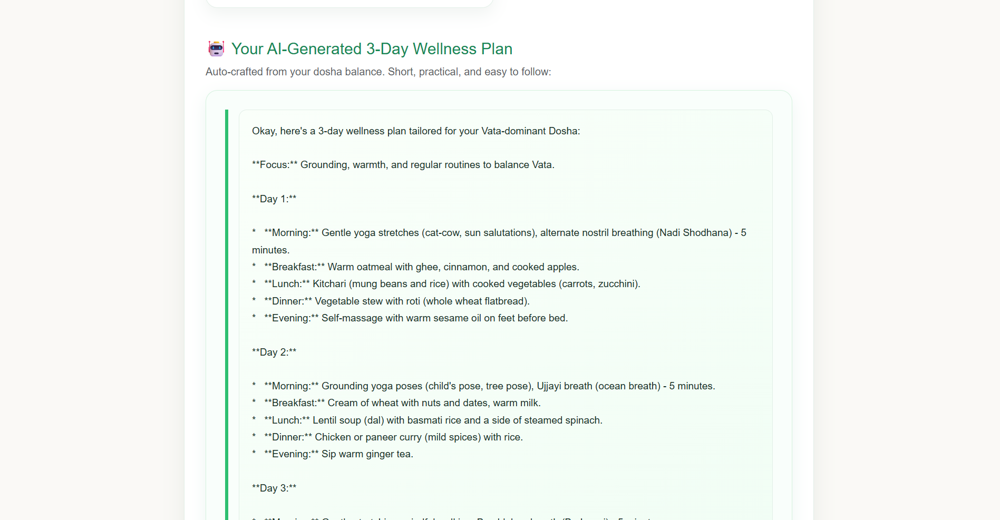 Your AI-Generated 3-Day Wellness Plan
Auto-crafted from your dosha balance. Short, practical, and easy to follow:
Okay, here's a 3-day wellness plan tailored for your Vata-dominant Dosha:
**Focus:** Grounding, warmth, and regular routines to balance Vata.
**Day 1:**
*   **Morning:** Gentle yoga stretches (cat-cow, sun salutations), alternate nostril breathing (Nadi Shodhana) - 5
minutes.
*   **Breakfast:** Warm oatmeal with ghee, cinnamon, and cooked apples.
*   **Lunch:** Kitchari (mung beans and rice) with cooked vegetables (carrots, zucchini).
*   **Dinner:** Vegetable stew with roti (whole wheat flatbread).
*   **Evening:** Self-massage with warm sesame oil on feet before bed.
**Day 2:**
*   **Morning:** Grounding yoga poses (child's pose, tree pose), Ujjayi breath (ocean breath) - 5 minutes.
*   **Breakfast:** Cream of wheat with nuts and dates, warm milk.
*   **Lunch:** Lentil soup (dal) with basmati rice and a side of steamed spinach.
*   **Dinner:** Chicken or paneer curry (mild spices) with rice.
*   **Evening:** Sip warm ginger tea.
**Day 3:**